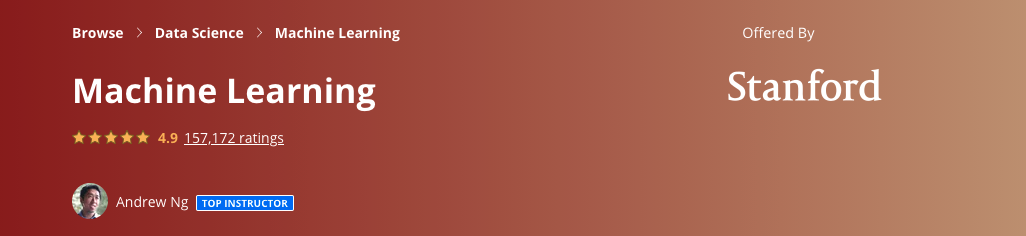 Browse > Data Science > Machine Learning
Offered By
Machine Learning
Stanford
4.9 157,172 ratings
Andrew Ng TOP INSTRUCTOR